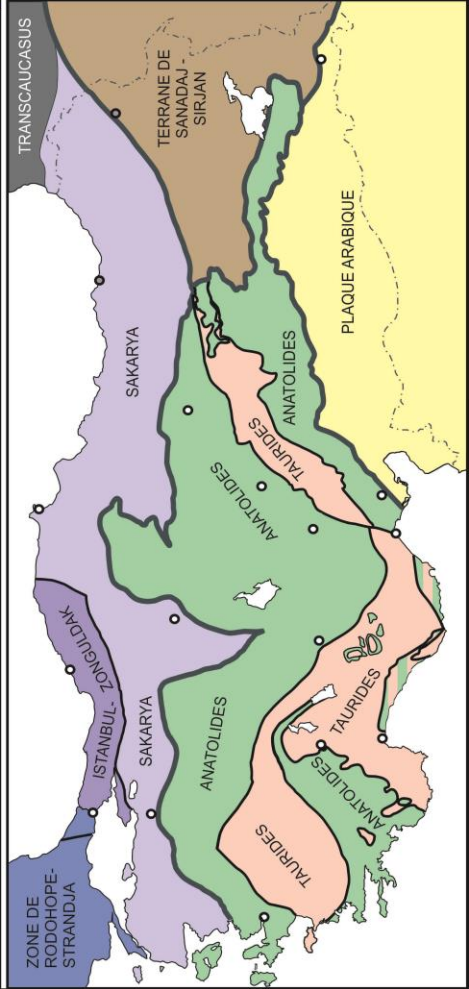 ZONE DE
RODOHOPE-
STRANDJA
ISTANBUL-ZONGULDAK
SAKARYA
SAKARYA
TRANSCAUCASUS
TERRANE DE
SANADAJ-
SIRJAN
ANATOLIDES
ANATOLIDES
ANATOLIDES
ANATOLIDES
TAURIDES
TAURIDES
TAURIDES
PLAQUE ARABIQUE